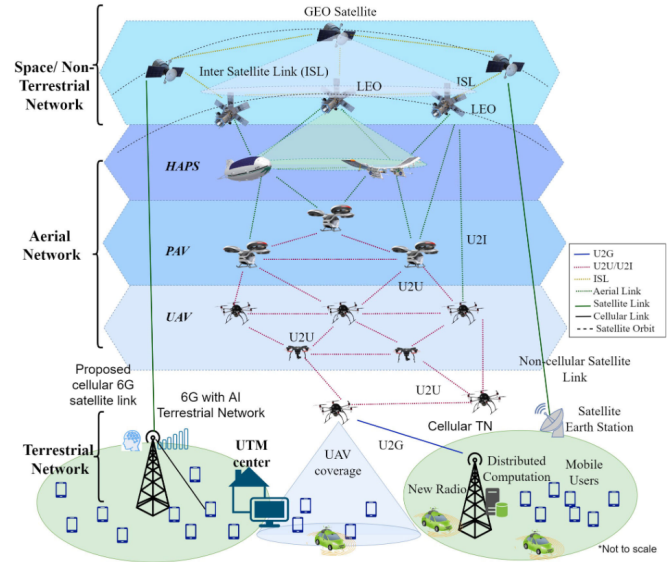 GEO Satellite
Space/ Non-
Terrestrial
Network
Inter Satellite Link (ISL)
ISL
LEO
LEO
HAPS
Aerial
Network
PAV
U2I
U2U
UAV
U2U
U2G
U2U/U2I
ISL
Aerial Link
Satellite Link
Cellular Link
Satellite Orbit
Proposed
cellular 6G
satellite link
6G with AI
Terrestrial Network
Non-cellular Satellite
Link
U2U
Terrestrial
Network
UTM
center
UAV
coverage
U2G
Cellular TN
Satellite
Earth Station
Distributed
Computation
Mobile
Users
New Radio
*Not to scale